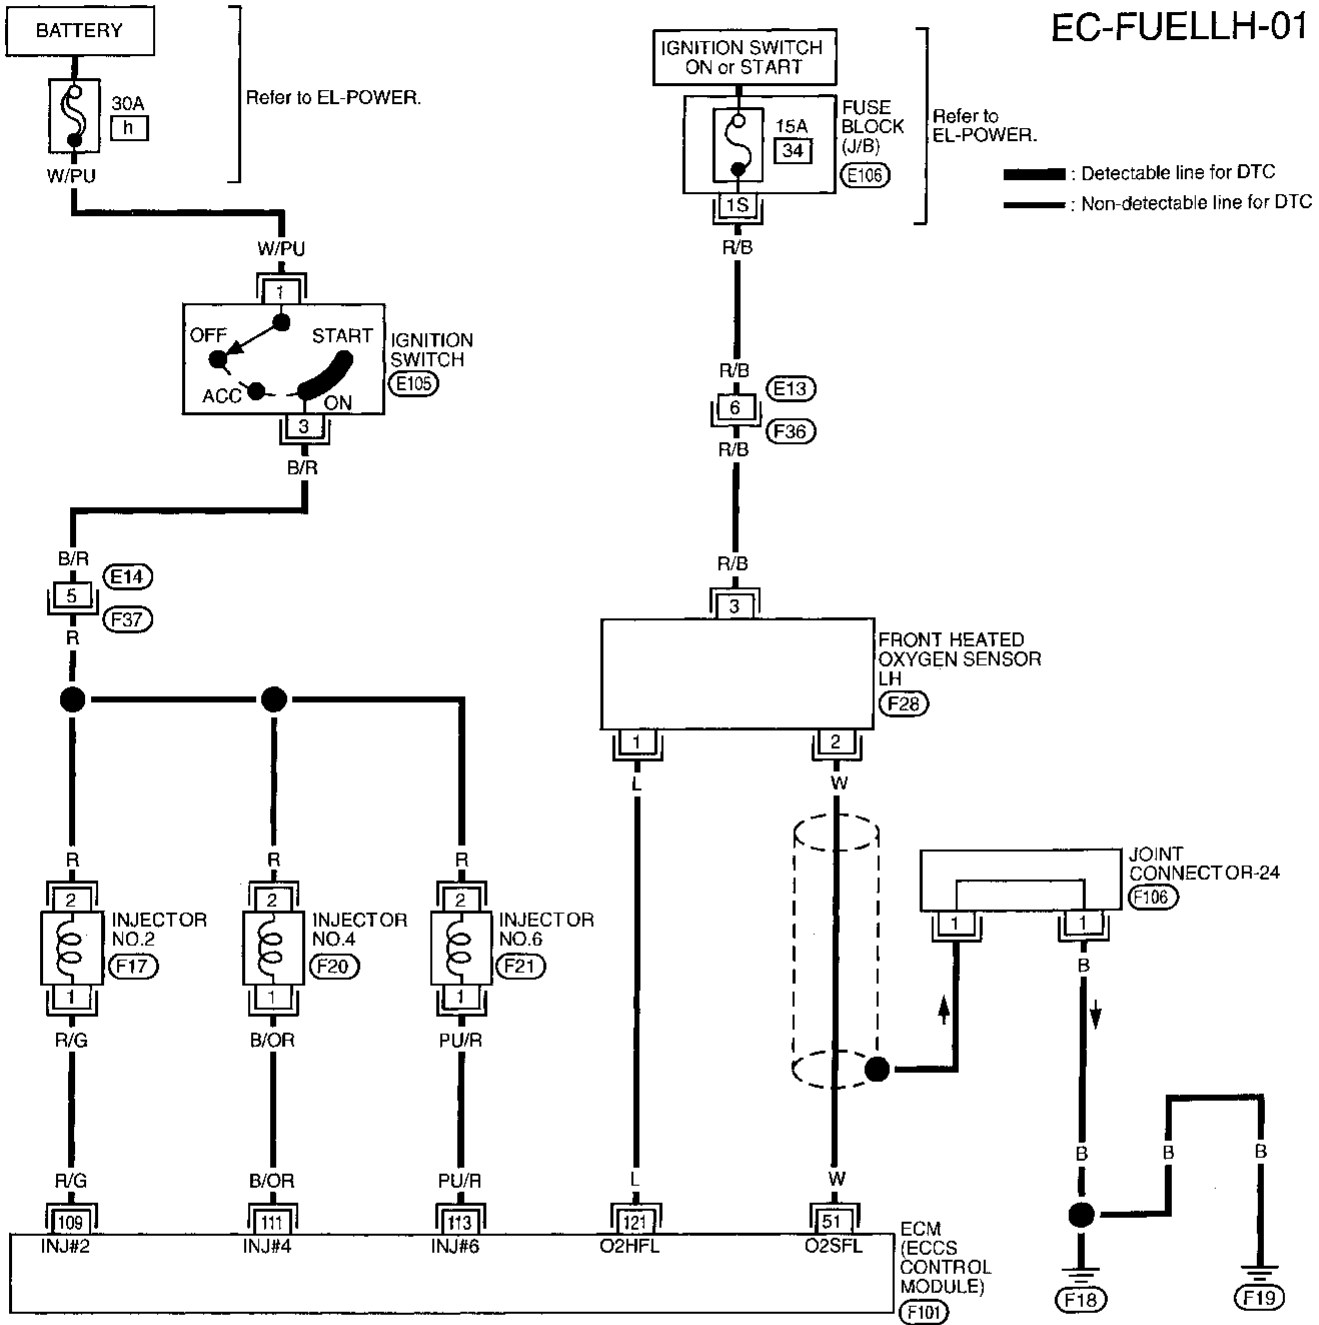 EC-FUELLH-01
BATTERY
30A
h
Refer to EL-POWER.
W/PU
W/PU
1
OFF
START
ACC
ON
IGNITION
SWITCH
E105
3
B/R
B/R
5
E14
F37
R
R
R
R
2
2
2
INJECTOR
NO.2
F17
INJECTOR
NO.4
F20
INJECTOR
NO.6
F21
1
1
1
R/G
B/OR
PU/R
R/G
B/OR
PU/R
IGNITION SWITCH
ON or START
15A
34
FUSE
BLOCK
(J/B)
E106
Refer to
EL-POWER.
: Detectable line for DTC
: Non-detectable line for DTC
1S
R/B
R/B
6
E13
F36
R/B
R/B
3
FRONT HEATED
OXYGEN SENSOR
LH
F28
1
2
L
W
JOINT
CONNECTOR-24
F106
1
1
B
B
B
B
L
W
109
111
113
121
51
INJ#2
INJ#4
INJ#6
O2HFL
O2SFL
ECM
(ECCS
CONTROL
MODULE)
F101
F18
F19